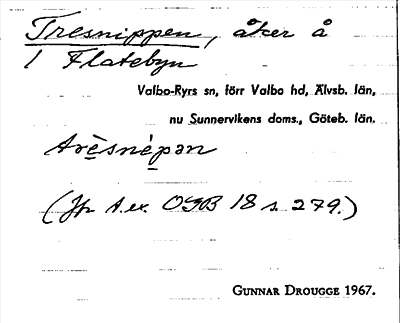 Tresnippen, åker å
1 Flatebyn
Valbo-Ryrs sn, förr Valbo hd, Älvsb. län,
nu Sunnervikens doms., Göteb. län.
trèsnépən
(Jfr t.ex. OGB 18 s. 279.)
GUNNAR DROUGGE 1967.